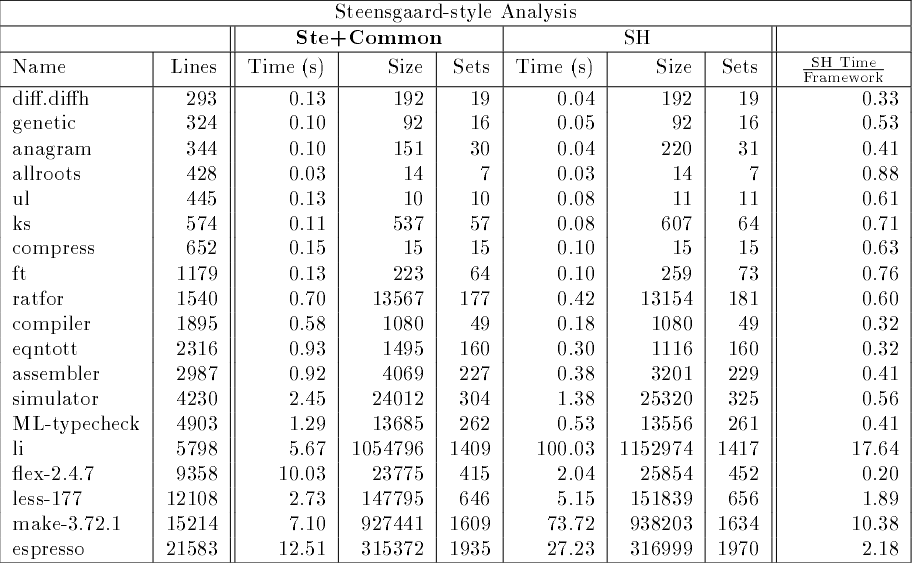 Steensgaard-style Analysis
Ste+Common SH
Name Lines Time (s) Size Sets Time (s) Size Sets SH Time / Framework
diff.diffh 293 0.13 192 19 0.04 192 19 0.33
genetic 324 0.10 92 16 0.05 92 16 0.53
anagram 344 0.10 151 30 0.04 220 31 0.41
allroots 428 0.03 14 7 0.03 14 7 0.88
ul 445 0.13 10 10 0.08 11 11 0.61
ks 574 0.11 537 57 0.08 607 64 0.71
compress 652 0.15 15 15 0.10 15 15 0.63
ft 1179 0.13 223 64 0.10 259 73 0.76
ratfor 1540 0.70 13567 177 0.42 13154 181 0.60
compiler 1895 0.58 1080 49 0.18 1080 49 0.32
eqntott 2316 0.93 1495 160 0.30 1116 160 0.32
assembler 2987 0.92 4069 227 0.38 3201 229 0.41
simulator 4230 2.45 24012 304 1.38 25320 325 0.56
ML-typecheck 4903 1.29 13685 262 0.53 13556 261 0.41
li 5798 5.67 1054796 1409 100.03 1152974 1417 17.64
flex-2.4.7 9358 10.03 23775 415 2.04 25854 452 0.20
less-177 12108 2.73 147795 646 5.15 151839 656 1.89
make-3.72.1 15214 7.10 927441 1609 73.72 938203 1634 10.38
espresso 21583 12.51 315372 1935 27.23 316999 1970 2.18